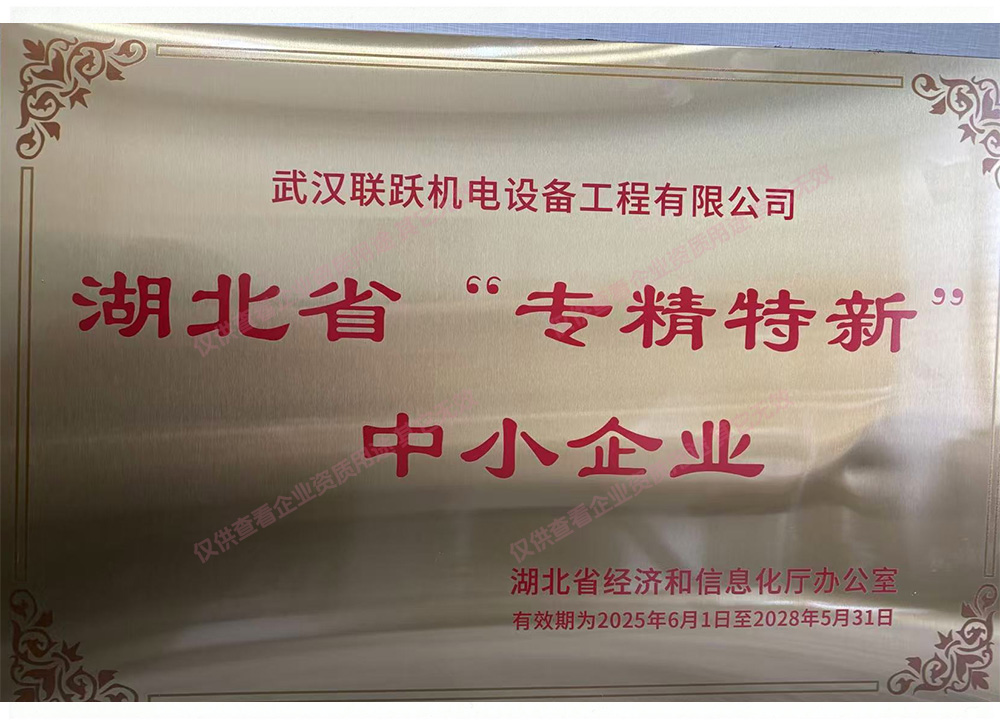 武汉联跃机电设备工程有限公司
湖北省“专精特新”
中小企业
湖北省经济和信息化厅办公室
有效期为2025年6月1日至2028年5月31日
仅供查看企业资质用途
仅供查看企业资质用途